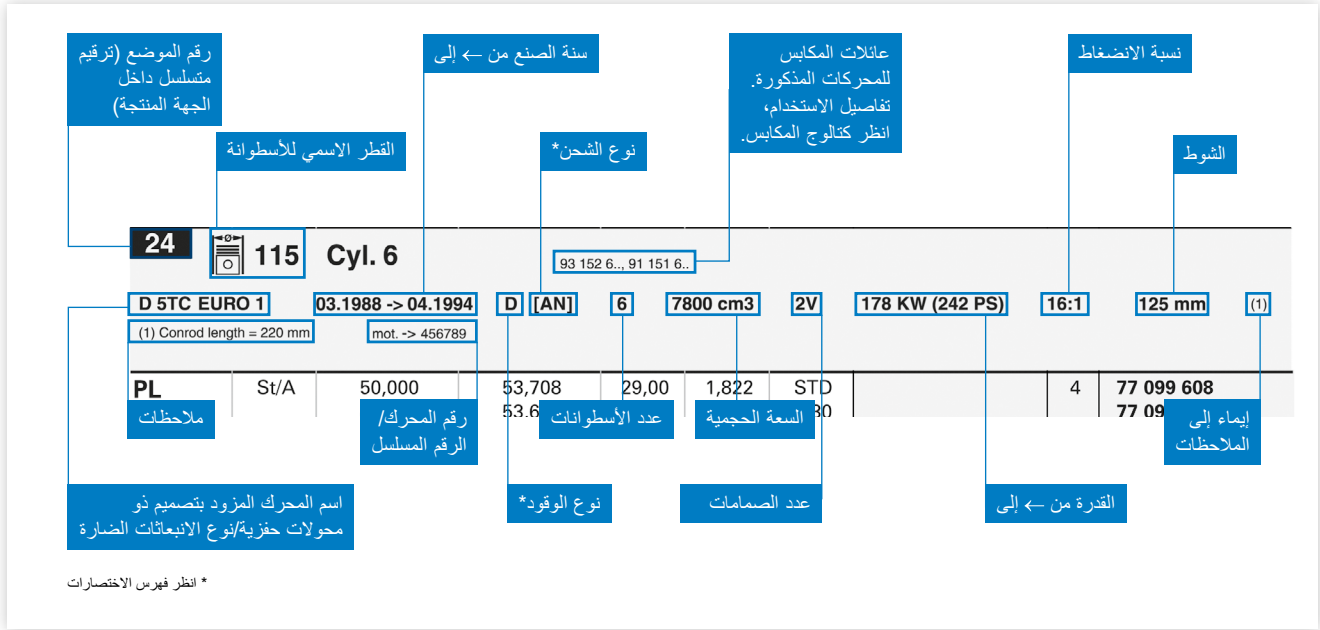 رقم الموضع (ترقيم
متسلسل داخل
الجهة المنتجة)
سنة الصنع من ← إلى
عائلات المكابس
للمحركات المذكورة.
تفاصيل الاستخدام،
انظر كتالوج المكابس.
نسبة الانضغاط
القطر الاسمي للأسطوانة
نوع الشحن*
الشوط
24 Ø 115 Cyl. 6
93 152 6.., 91 151 6..
D 5TC EURO 1 03.1988 -> 04.1994 D [AN] 6 7800 cm3 2V 178 KW (242 PS) 16:1 125 mm (1)
(1) Conrod length = 220 mm mot. -> 456789
PL St/A 50,000 53,708 29,00 1,822 STD 4 77 099 608
ملاحظات
رقم المحرك/
الرقم المسلسل
عدد الأسطوانات
السعة الحجمية
إيماء إلى
الملاحظات
اسم المحرك المزود بتصميم ذو
محولات حفزية/نوع الانبعاثات الضارة
نوع الوقود*
عدد الصمامات
القدرة من ← إلى
* انظر فهرس الاختصارات